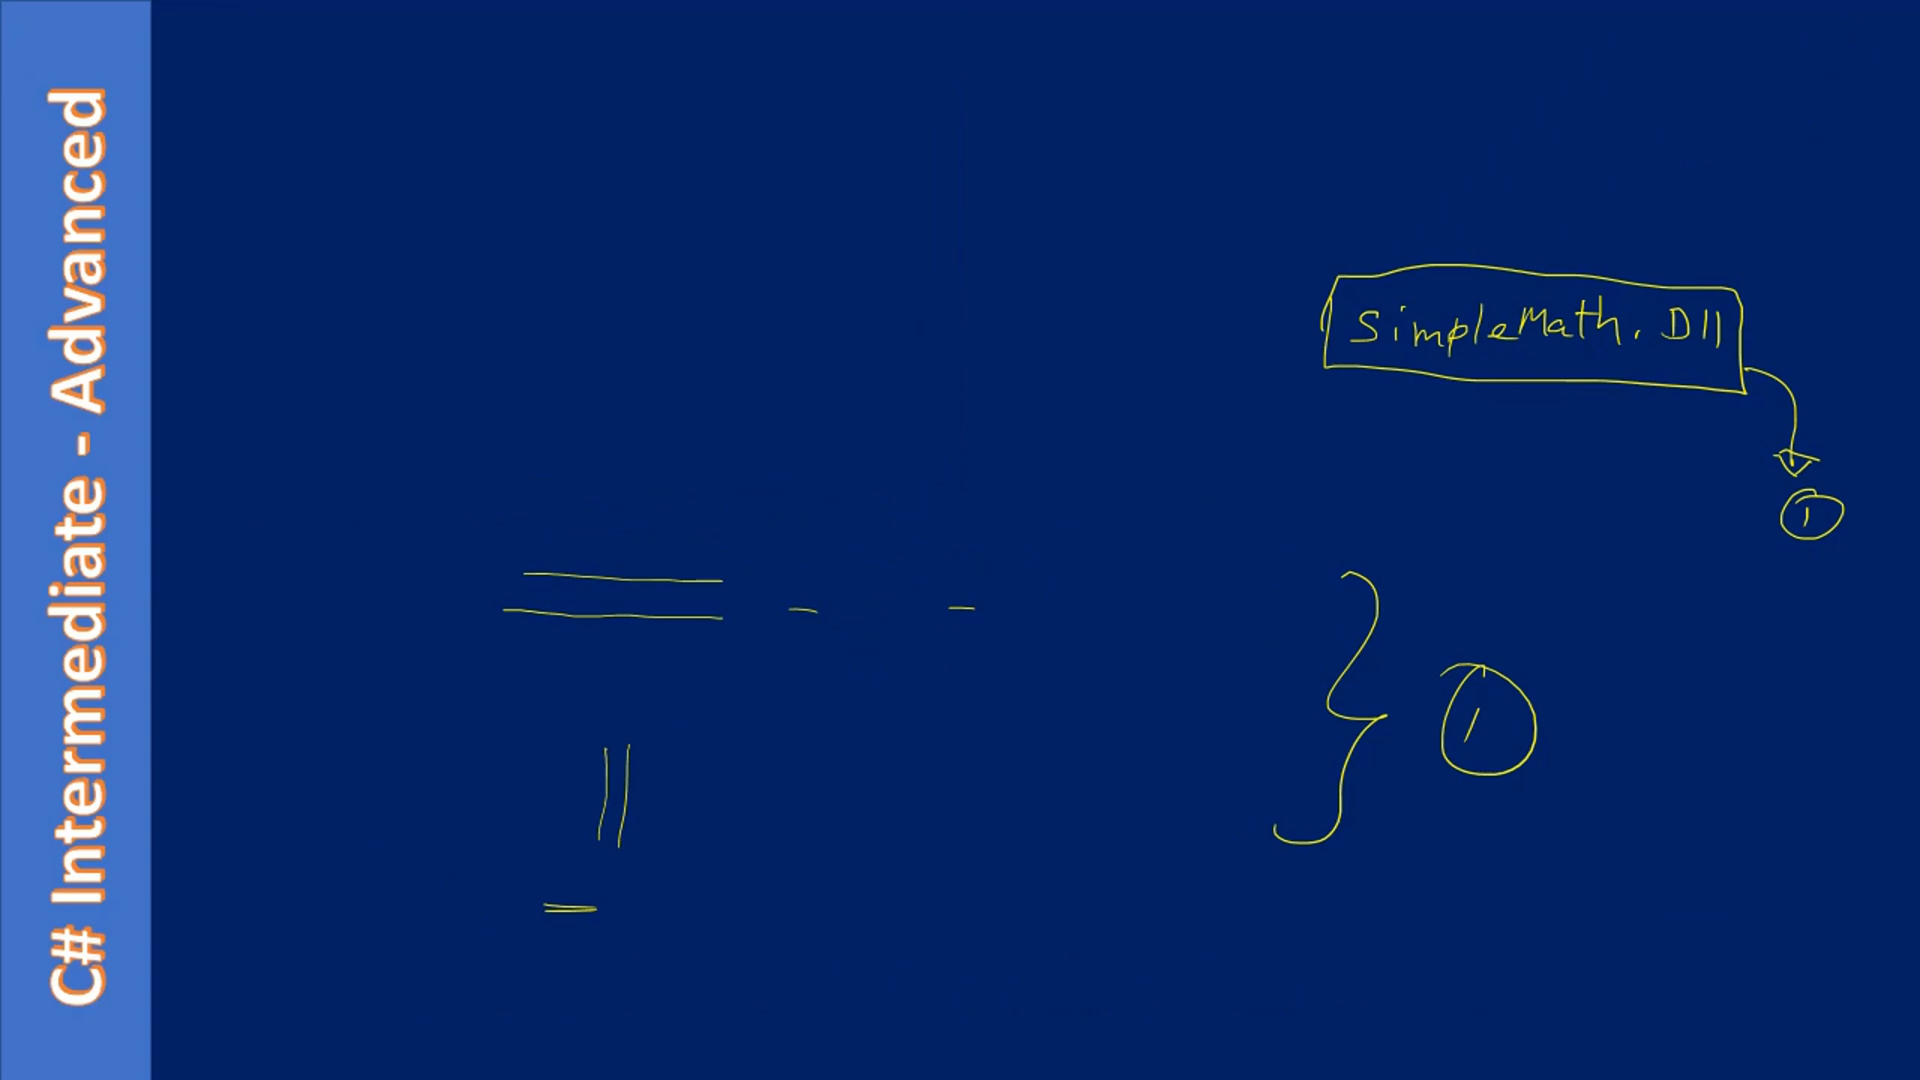 C# Intermediate - Advanced
SimpleMath. Dll
1
1